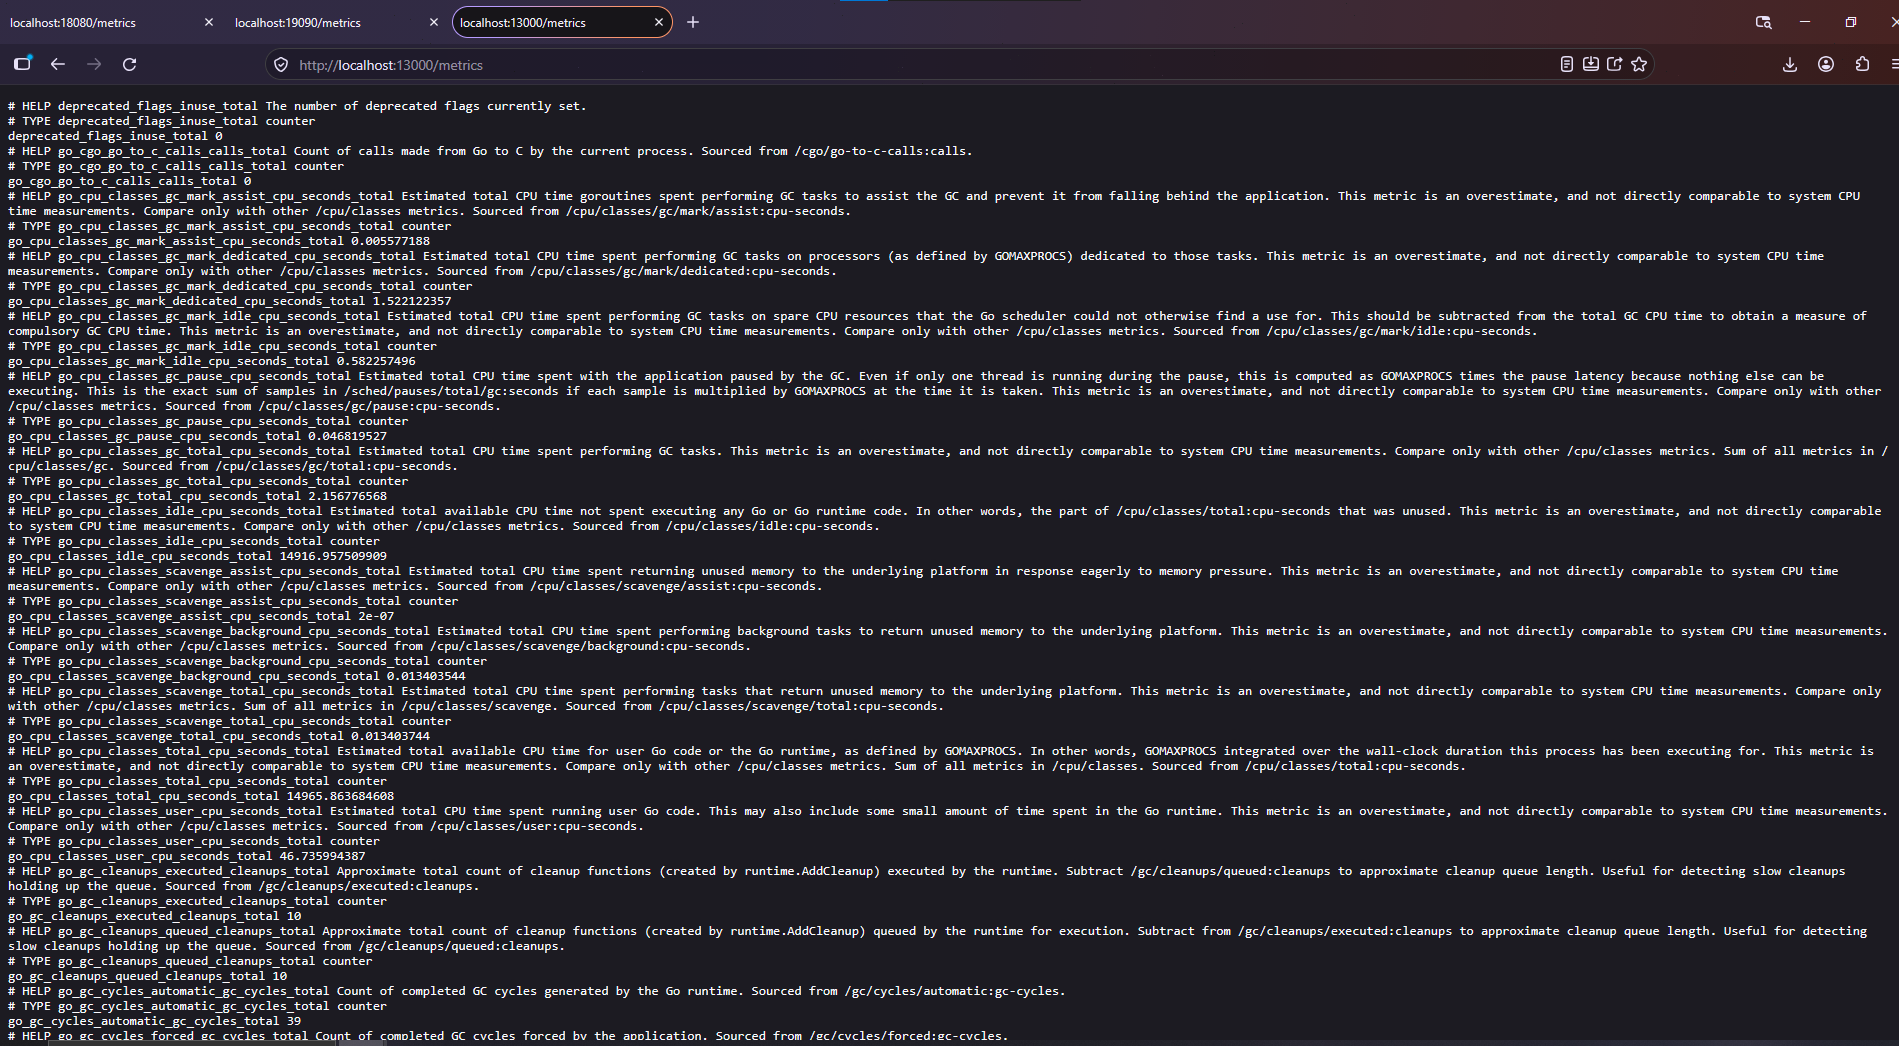 localhost:18080/metrics
localhost:19090/metrics
localhost:13000/metrics
http://localhost:13000/metrics
# HELP deprecated_flags_inuse_total The number of deprecated flags currently set.
# TYPE deprecated_flags_inuse_total counter
deprecated_flags_inuse_total 0
# HELP go_cgo_go_to_c_calls_calls_total Count of calls made from Go to C by the current process. Sourced from /cgo/go-to-c-calls:calls.
# TYPE go_cgo_go_to_c_calls_calls_total counter
go_cgo_go_to_c_calls_calls_total 0
# HELP go_cpu_classes_gc_mark_assist_cpu_seconds_total Estimated total CPU time goroutines spent performing GC tasks to assist the GC and prevent it from falling behind the application. This metric is an overestimate, and not directly comparable to system CPU
time measurements. Compare only with other /cpu/classes metrics. Sourced from /cpu/classes/gc/mark/assist:cpu-seconds.
# TYPE go_cpu_classes_gc_mark_assist_cpu_seconds_total counter
go_cpu_classes_gc_mark_assist_cpu_seconds_total 0.005577188
# HELP go_cpu_classes_gc_mark_dedicated_cpu_seconds_total Estimated total CPU time spent performing GC tasks on processors (as defined by GOMAXPROCS) dedicated to those tasks. This metric is an overestimate, and not directly comparable to system CPU time
measurements. Compare only with other /cpu/classes metrics. Sourced from /cpu/classes/gc/mark/dedicated:cpu-seconds.
# TYPE go_cpu_classes_gc_mark_dedicated_cpu_seconds_total counter
go_cpu_classes_gc_mark_dedicated_cpu_seconds_total 1.522122357
# HELP go_cpu_classes_gc_mark_idle_cpu_seconds_total Estimated total CPU time spent performing GC tasks on spare CPU resources that the Go scheduler could not otherwise find a use for. This should be subtracted from the total GC CPU time to obtain a measure of
compulsory GC CPU time. This metric is an overestimate, and not directly comparable to system CPU time measurements. Compare only with other /cpu/classes metrics. Sourced from /cpu/classes/gc/mark/idle:cpu-seconds.
# TYPE go_cpu_classes_gc_mark_idle_cpu_seconds_total counter
go_cpu_classes_gc_mark_idle_cpu_seconds_total 0.582257496
# HELP go_cpu_classes_gc_pause_cpu_seconds_total Estimated total CPU time spent with the application paused by the GC. Even if only one thread is running during the pause, this is computed as GOMAXPROCS times the pause latency because nothing else can be
executing. This is the exact sum of samples in /sched/pauses/total/gc:seconds if each sample is multiplied by GOMAXPROCS at the time it is taken. This metric is an overestimate, and not directly comparable to system CPU time measurements. Compare only with other
/cpu/classes metrics. Sourced from /cpu/classes/gc/pause:cpu-seconds.
# TYPE go_cpu_classes_gc_pause_cpu_seconds_total counter
go_cpu_classes_gc_pause_cpu_seconds_total 0.046819527
# HELP go_cpu_classes_gc_total_cpu_seconds_total Estimated total CPU time spent performing GC tasks. This metric is an overestimate, and not directly comparable to system CPU time measurements. Compare only with other /cpu/classes metrics. Sum of all metrics in /
cpu/classes/gc. Sourced from /cpu/classes/gc/total:cpu-seconds.
# TYPE go_cpu_classes_gc_total_cpu_seconds_total counter
go_cpu_classes_gc_total_cpu_seconds_total 2.156776568
# HELP go_cpu_classes_idle_cpu_seconds_total Estimated total available CPU time not spent executing any Go or Go runtime code. In other words, the part of /cpu/classes/total:cpu-seconds that was unused. This metric is an overestimate, and not directly comparable
to system CPU time measurements. Compare only with other /cpu/classes metrics. Sourced from /cpu/classes/idle:cpu-seconds.
# TYPE go_cpu_classes_idle_cpu_seconds_total counter
go_cpu_classes_idle_cpu_seconds_total 14916.957509909
# HELP go_cpu_classes_scavenge_assist_cpu_seconds_total Estimated total CPU time spent returning unused memory to the underlying platform in response eagerly to memory pressure. This metric is an overestimate, and not directly comparable to system CPU time
measurements. Compare only with other /cpu/classes metrics. Sourced from /cpu/classes/scavenge/assist:cpu-seconds.
# TYPE go_cpu_classes_scavenge_assist_cpu_seconds_total counter
go_cpu_classes_scavenge_assist_cpu_seconds_total 2e-07
# HELP go_cpu_classes_scavenge_background_cpu_seconds_total Estimated total CPU time spent performing background tasks to return unused memory to the underlying platform. This metric is an overestimate, and not directly comparable to system CPU time measurements.
Compare only with other /cpu/classes metrics. Sourced from /cpu/classes/scavenge/background:cpu-seconds.
# TYPE go_cpu_classes_scavenge_background_cpu_seconds_total counter
go_cpu_classes_scavenge_background_cpu_seconds_total 0.013403544
# HELP go_cpu_classes_scavenge_total_cpu_seconds_total Estimated total CPU time spent performing tasks that return unused memory to the underlying platform. This metric is an overestimate, and not directly comparable to system CPU time measurements. Compare only
with other /cpu/classes metrics. Sum of all metrics in /cpu/classes/scavenge. Sourced from /cpu/classes/scavenge/total:cpu-seconds.
# TYPE go_cpu_classes_scavenge_total_cpu_seconds_total counter
go_cpu_classes_scavenge_total_cpu_seconds_total 0.013403744
# HELP go_cpu_classes_total_cpu_seconds_total Estimated total available CPU time for user Go code or the Go runtime, as defined by GOMAXPROCS. In other words, GOMAXPROCS integrated over the wall-clock duration this process has been executing for. This metric is
an overestimate, and not directly comparable to system CPU time measurements. Compare only with other /cpu/classes metrics. Sum of all metrics in /cpu/classes. Sourced from /cpu/classes/total:cpu-seconds.
# TYPE go_cpu_classes_total_cpu_seconds_total counter
go_cpu_classes_total_cpu_seconds_total 14965.863684608
# HELP go_cpu_classes_user_cpu_seconds_total Estimated total CPU time spent running user Go code. This may also include some small amount of time spent in the Go runtime. This metric is an overestimate, and not directly comparable to system CPU time measurements.
Compare only with other /cpu/classes metrics. Sourced from /cpu/classes/user:cpu-seconds.
# TYPE go_cpu_classes_user_cpu_seconds_total counter
go_cpu_classes_user_cpu_seconds_total 46.735994387
# HELP go_gc_cleanups_executed_cleanups_total Approximate total count of cleanup functions (created by runtime.AddCleanup) executed by the runtime. Subtract /gc/cleanups/queued:cleanups to approximate cleanup queue length. Useful for detecting slow cleanups
holding up the queue. Sourced from /gc/cleanups/executed:cleanups.
# TYPE go_gc_cleanups_executed_cleanups_total counter
go_gc_cleanups_executed_cleanups_total 10
# HELP go_gc_cleanups_queued_cleanups_total Approximate total count of cleanup functions (created by runtime.AddCleanup) queued by the runtime for execution. Subtract from /gc/cleanups/executed:cleanups to approximate cleanup queue length. Useful for detecting
slow cleanups holding up the queue. Sourced from /gc/cleanups/queued:cleanups.
# TYPE go_gc_cleanups_queued_cleanups_total counter
go_gc_cleanups_queued_cleanups_total 10
# HELP go_gc_cycles_automatic_gc_cycles_total Count of completed GC cycles generated by the Go runtime. Sourced from /gc/cycles/automatic:gc-cycles.
# TYPE go_gc_cycles_automatic_gc_cycles_total counter
go_gc_cycles_automatic_gc_cycles_total 39
# HELP go_gc_cycles_forced_gc_cycles_total Count of completed GC cycles forced by the application. Sourced from /gc/cycles/forced:gc-cycles.